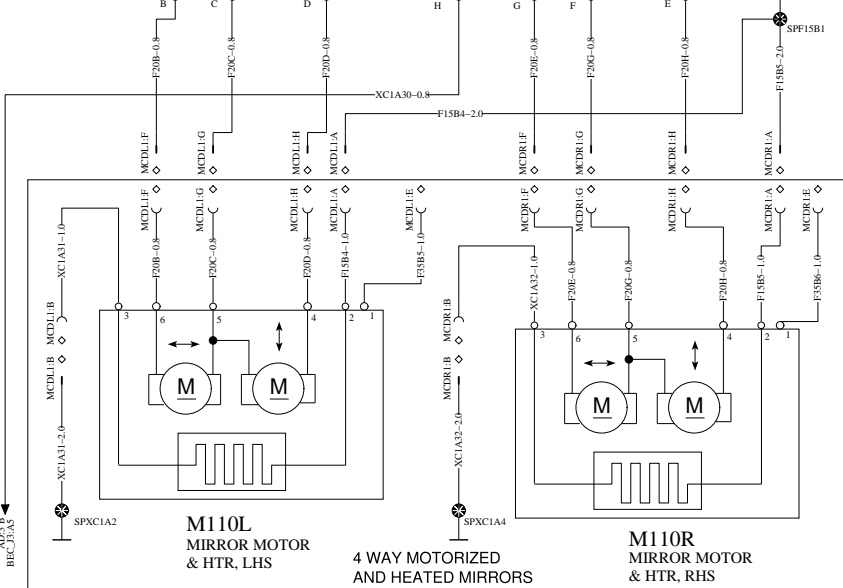 B C D H G F E
SPF15B1
F20B–0.8
F20C–0.8
F20D–0.8
F20E–0.8
F20G–0.8
F20H–0.8
F15B5–2.0
XC1A30–0.8
F15B4–2.0
MCDL1:F
MCDL1:G
MCDL1:H
MCDL1:A
MCDR1:F
MCDR1:G
MCDR1:H
MCDR1:A
MCDL1:F
MCDL1:G
MCDL1:H
MCDL1:A
MCDL1:E
MCDR1:F
MCDR1:G
MCDR1:H
MCDR1:A
MCDR1:E
XC1A31–1.0
F20B–0.8
F20C–0.8
F20D–0.8
F15B4–1.0
F35B5–1.0
XC1A32–1.0
F20E–0.8
F20G–0.8
F20H–0.8
F15B5–1.0
F35B6–1.0
MCDL1:B
MCDL1:B
XC1A31–2.0
SPXC1A2
3 6 5 4 2 1
M M
MCDR1:B
MCDR1:B
XC1A32–2.0
SPXC1A4
3 6 5 4 2 1
M M
BEC_J3:A5
M110L
MIRROR MOTOR
& HTR, LHS
4 WAY MOTORIZED
AND HEATED MIRRORS
M110R
MIRROR MOTOR
& HTR, RHS